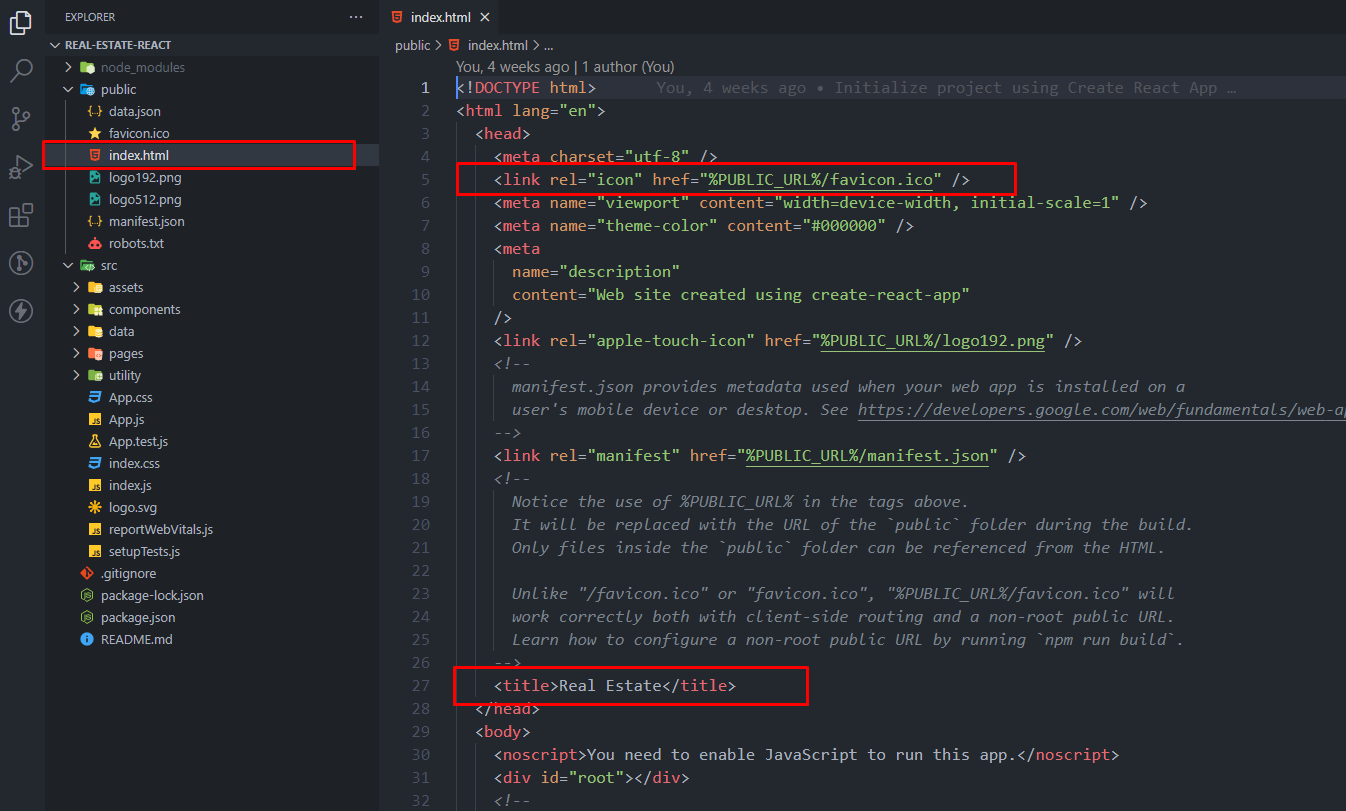 EXPLORER
···
REAL-ESTATE-REACT
node_modules
public
data.json
favicon.ico
index.html
logo192.png
logo512.png
manifest.json
robots.txt
src
assets
components
data
pages
utility
App.css
App.js
App.test.js
index.css
index.js
logo.svg
reportWebVitals.js
setupTests.js
.gitignore
package-lock.json
package.json
README.md
index.html
public > index.html > ...
You, 4 weeks ago | 1 author (You)
1 <!DOCTYPE html> You, 4 weeks ago • Initialize project using Create React App …
2 <html lang="en">
3 <head>
4 <meta charset="utf-8" />
5 <link rel="icon" href="%PUBLIC_URL%/favicon.ico" />
6 <meta name="viewport" content="width=device-width, initial-scale=1" />
7 <meta name="theme-color" content="#000000" />
8 <meta
9 name="description"
10 content="Web site created using create-react-app"
11 />
12 <link rel="apple-touch-icon" href="%PUBLIC_URL%/logo192.png" />
13 <!--
14 manifest.json provides metadata used when your web app is installed on a
15 user's mobile device or desktop. See https://developers.google.com/web/fundamentals/web-ap
16 -->
17 <link rel="manifest" href="%PUBLIC_URL%/manifest.json" />
18 <!--
19 Notice the use of %PUBLIC_URL% in the tags above.
20 It will be replaced with the URL of the `public` folder during the build.
21 Only files inside the `public` folder can be referenced from the HTML.
22
23 Unlike "/favicon.ico" or "favicon.ico", "%PUBLIC_URL%/favicon.ico" will
24 work correctly both with client-side routing and a non-root public URL.
25 Learn how to configure a non-root public URL by running `npm run build`.
26 -->
27 <title>Real Estate</title>
28 </head>
29 <body>
30 <noscript>You need to enable JavaScript to run this app.</noscript>
31 <div id="root"></div>
32 <!--